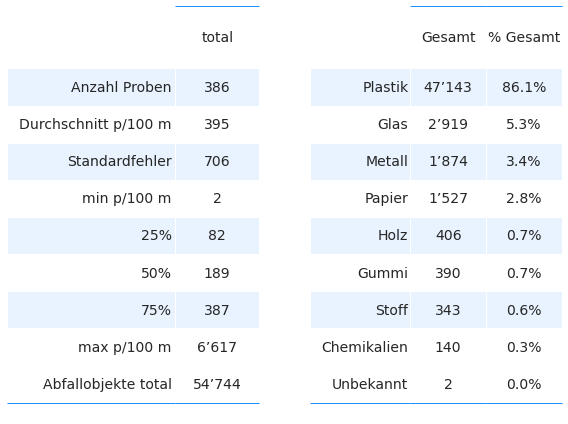 total
Anzahl Proben 386
Durchschnitt p/100 m 395
Standardfehler 706
min p/100 m 2
25% 82
50% 189
75% 387
max p/100 m 6’617
Abfallobjekte total 54’744
Gesamt % Gesamt
Plastik 47’143 86.1%
Glas 2’919 5.3%
Metall 1’874 3.4%
Papier 1’527 2.8%
Holz 406 0.7%
Gummi 390 0.7%
Stoff 343 0.6%
Chemikalien 140 0.3%
Unbekannt 2 0.0%